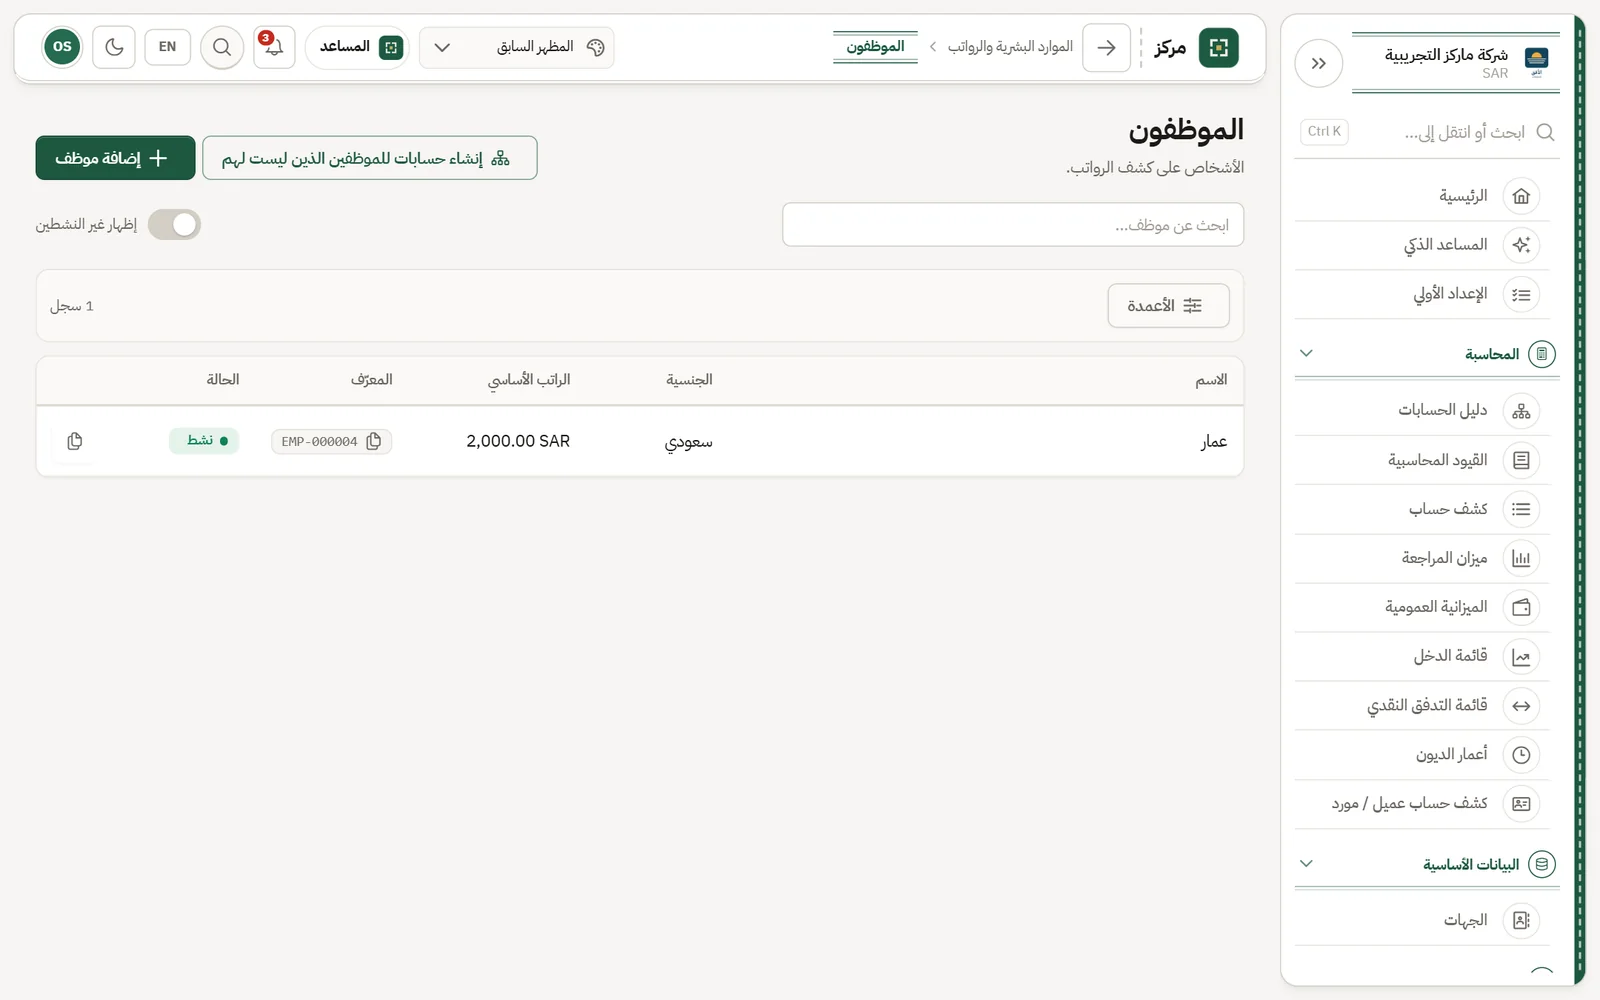 شركة ماركز التجريبية
SAR
ابحث أو انتقل إلى...
Ctrl K
الرئيسية
المساعد الذكي
الإعداد الأولي
المحاسبة
دليل الحسابات
القيود المحاسبية
كشف حساب
ميزان المراجعة
الميزانية العمومية
قائمة الدخل
قائمة التدفق النقدي
أعمار الديون
كشف حساب عميل / مورد
البيانات الأساسية
الجهات
مركز
الموارد البشرية والرواتب
الموظفون
المظهر السابق
المساعد
3
EN
OS
الموظفون
الأشخاص على كشف الرواتب.
إنشاء حسابات للموظفين الذين ليست لهم
إضافة موظف
ابحث عن موظف...
إظهار غير النشطين
الأعمدة
1 سجل
الاسم الجنسية الراتب الأساسي المعرّف الحالة
عمار سعودي 2,000.00 SAR EMP-000004 نشط